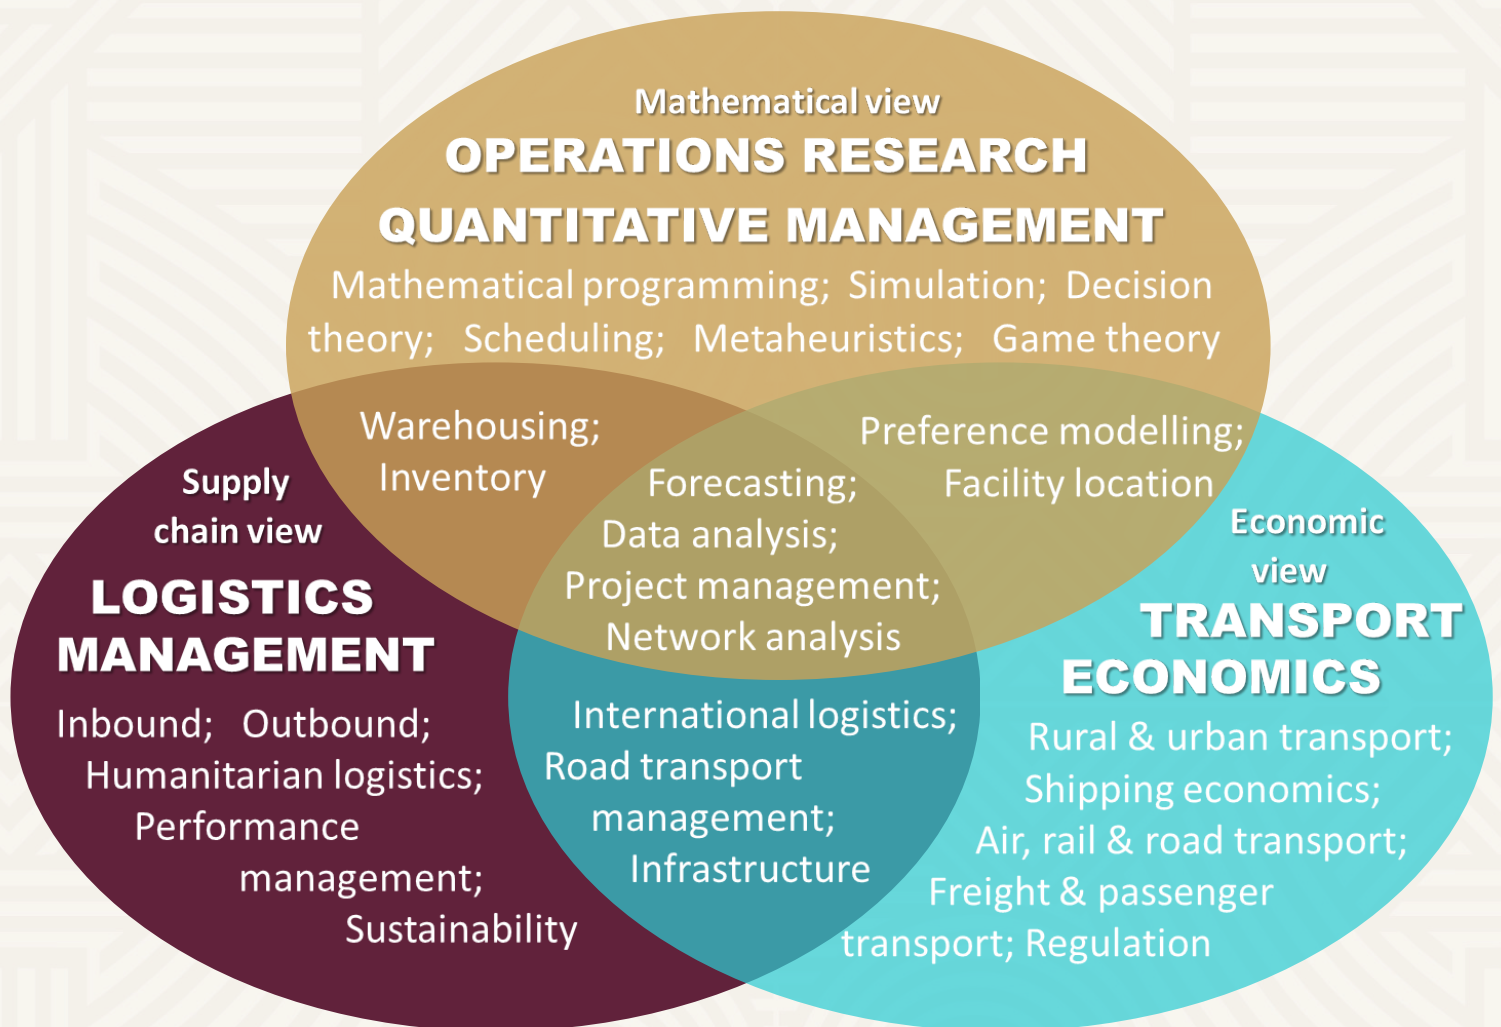 Mathematical view
OPERATIONS RESEARCH
QUANTITATIVE MANAGEMENT
Mathematical programming; Simulation; Decision
theory; Scheduling; Metaheuristics; Game theory
Warehousing;
Inventory
Preference modelling;
Facility location
Forecasting;
Data analysis;
Project management;
Network analysis
Supply
chain view
LOGISTICS
MANAGEMENT
Inbound; Outbound;
Humanitarian logistics;
Performance
management;
Sustainability
International logistics;
Road transport
management;
Infrastructure
Economic
view
TRANSPORT
ECONOMICS
Rural & urban transport;
Shipping economics;
Air, rail & road transport;
Freight & passenger
transport; Regulation